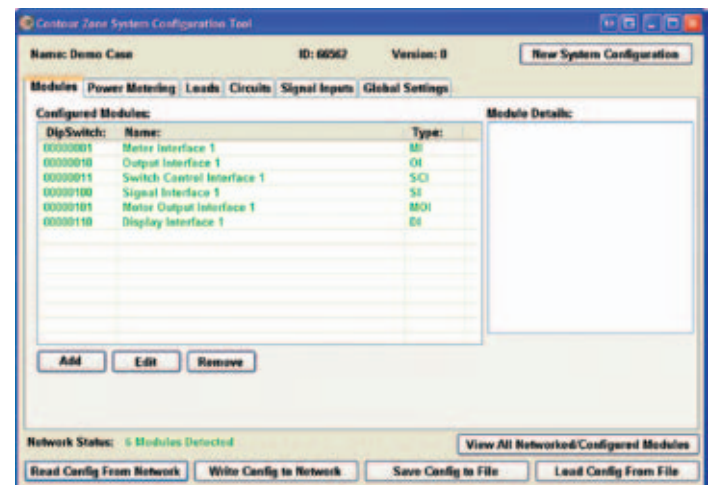 Contour Zone System Configuration Tool
Name: Demo Case ID: 66562 Version: 0 New System Configuration
Modules Power Metering Loads Circuits Signal Inputs Global Settings
Configured Modules: Module Details:
DipSwitch: Name: Type:
00000001 Meter Interface 1 MI
00000010 Output Interface 1 OI
00000011 Switch Control Interface 1 SCI
00000100 Signal Interface 1 SI
00000101 Motor Output Interface 1 MOI
00000110 Display Interface 1 DI
Add Edit Remove
Network Status: 6 Modules Detected View All Networked/Configured Modules
Read Config From Network Write Config to Network Save Config to File Load Config From File